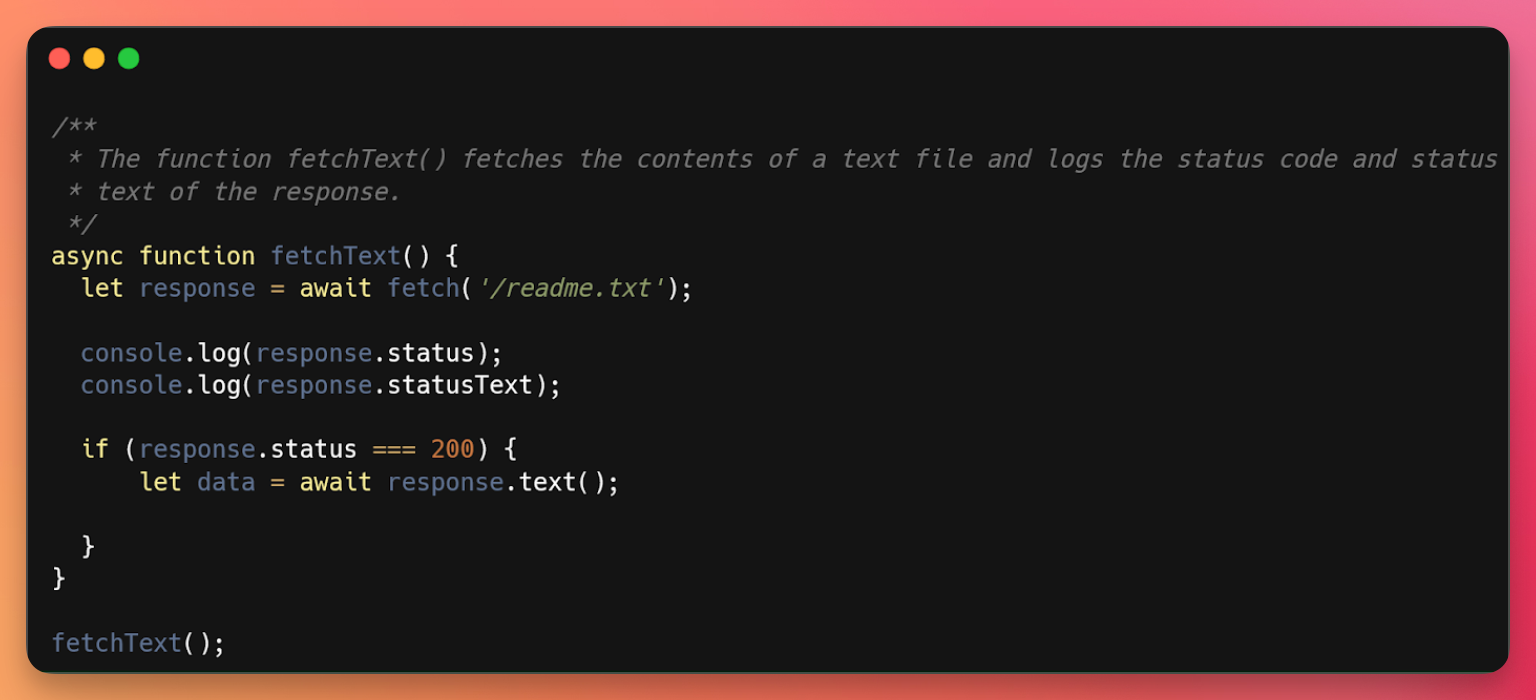 /**
 * The function fetchText() fetches the contents of a text file and logs the status code and status
 * text of the response.
 */
async function fetchText() {
  let response = await fetch('/readme.txt');

  console.log(response.status);
  console.log(response.statusText);

  if (response.status === 200) {
      let data = await response.text();

  }
}

fetchText();